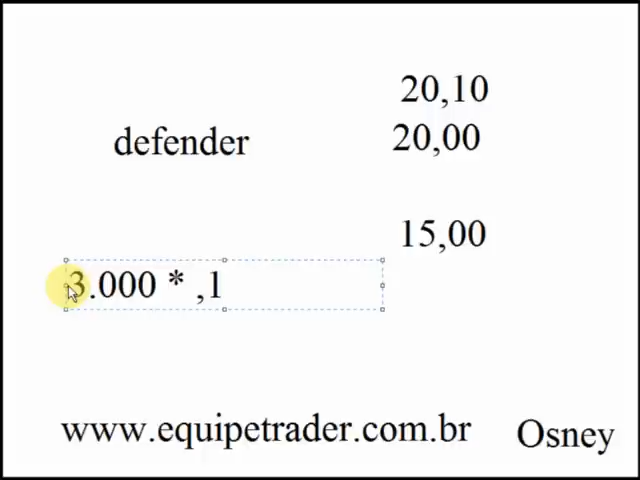 20,10
defender 20,00
15,00
3.000 * ,1
www.equipetrader.com.br Osney